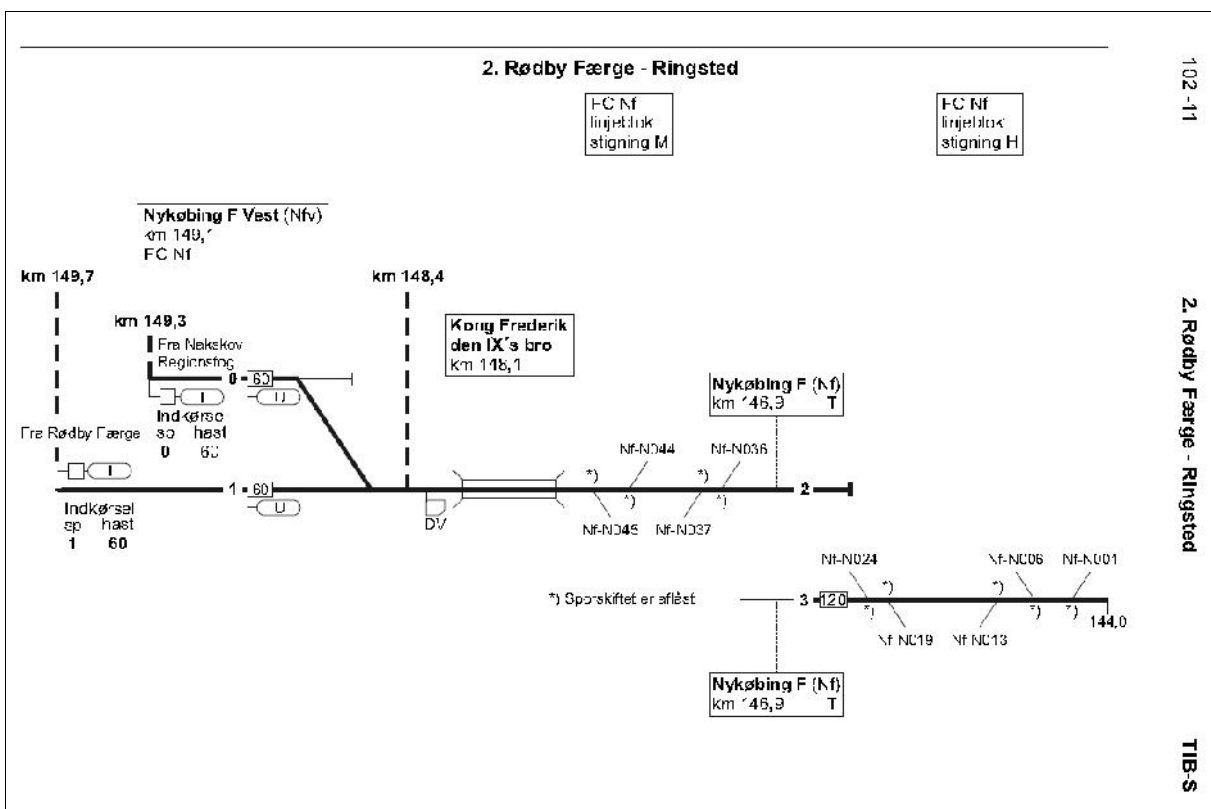 2. Rødby Færge - Ringsted
FC Nf
linjeblok
stigning M
FC Nf
linjeblok
stigning H
102-11
Nykøbing F Vest (Nfv)
km 149,1
FC Nf
km 149,7
km 148,4
km 149,3
Fra Nakskov
Regionstog
0 60
I
U
Indkørsel
sp hast
0 60
Kong Frederik
den IX's bro
km 148,1
Nykøbing F (Nf)
km 146,9 T
Fra Rødby Færge
I
1 60
U
Indkørsel
sp hast
1 60
DV
*)
Nf-N044
*)
*)
Nf-N036
*)
2
Nf-N045
Nf-N037
*) Sporskiftet er aflåst
3 120
Nf-N024
*)
*)
Nf-N006
Nf-N001
*)
*)
*)
144,0
Nf-N019
Nf-N013
Nykøbing F (Nf)
km 146,9 T
2. Rødby Færge - Ringsted
TIB-S